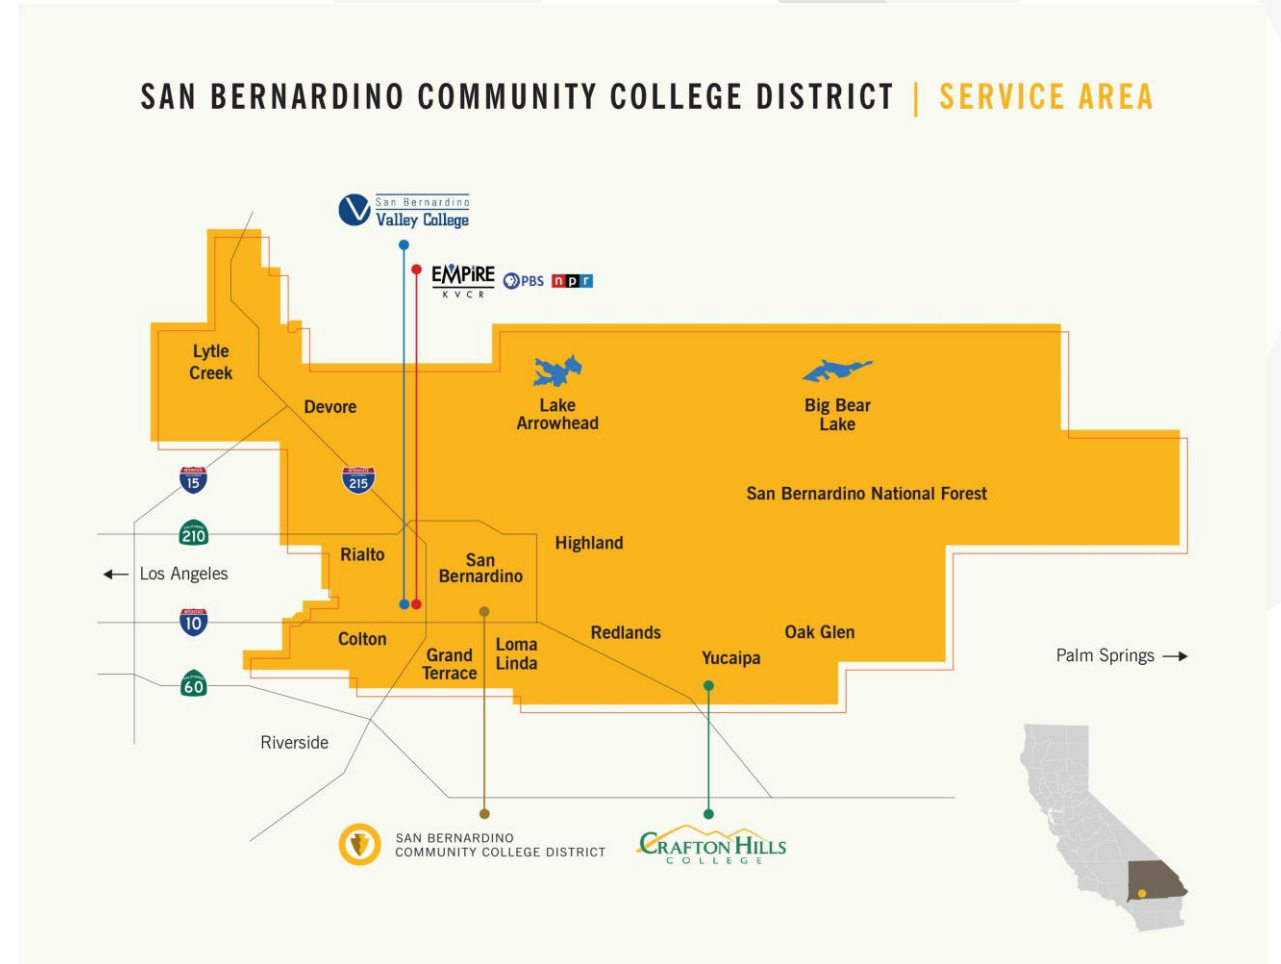 SAN BERNARDINO COMMUNITY COLLEGE DISTRICT | SERVICE AREA
San Bernardino
Valley College
EMPIRE
KVCR
PBS
npr
Lytle
Creek
Devore
Lake
Arrowhead
Big Bear
Lake
15
215
San Bernardino National Forest
210
Rialto
San
Bernardino
Highland
Los Angeles
10
Colton
Grand
Terrace
Loma
Linda
Redlands
Oak Glen
Yucaipa
Palm Springs
60
Riverside
SAN BERNARDINO
COMMUNITY COLLEGE DISTRICT
CRAFTON HILLS
COLLEGE